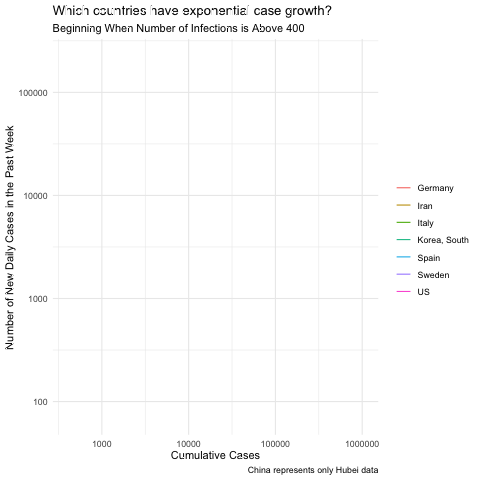 Which countries have exponential case growth?
Beginning When Number of Infections is Above 400
Number of New Daily Cases in the Past Week
100000
10000
1000
100
1000 10000 100000 1000000
Cumulative Cases
China represents only Hubei data
Germany
Iran
Italy
Korea, South
Spain
Sweden
US